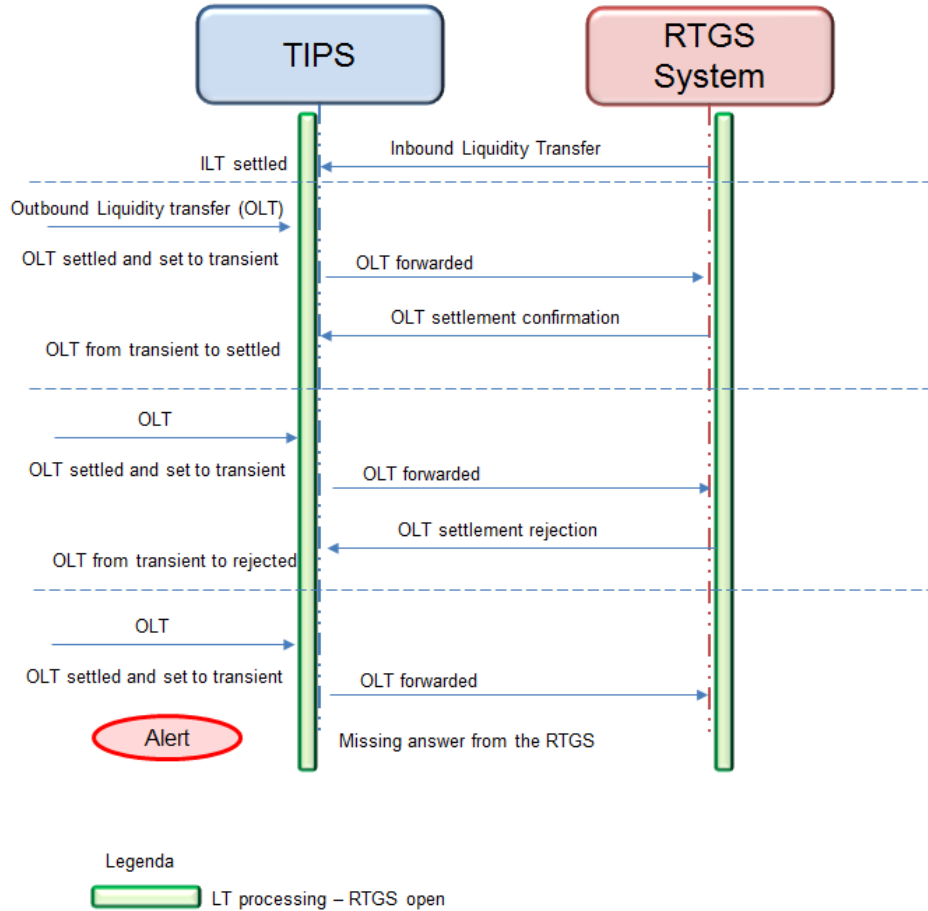 TIPS
RTGS
System
Inbound Liquidity Transfer
ILT settled
Outbound Liquidity transfer (OLT)
OLT settled and set to transient
OLT forwarded
OLT settlement confirmation
OLT from transient to settled
OLT
OLT settled and set to transient
OLT forwarded
OLT settlement rejection
OLT from transient to rejected
OLT
OLT settled and set to transient
OLT forwarded
Alert
Missing answer from the RTGS
Legenda
LT processing – RTGS open